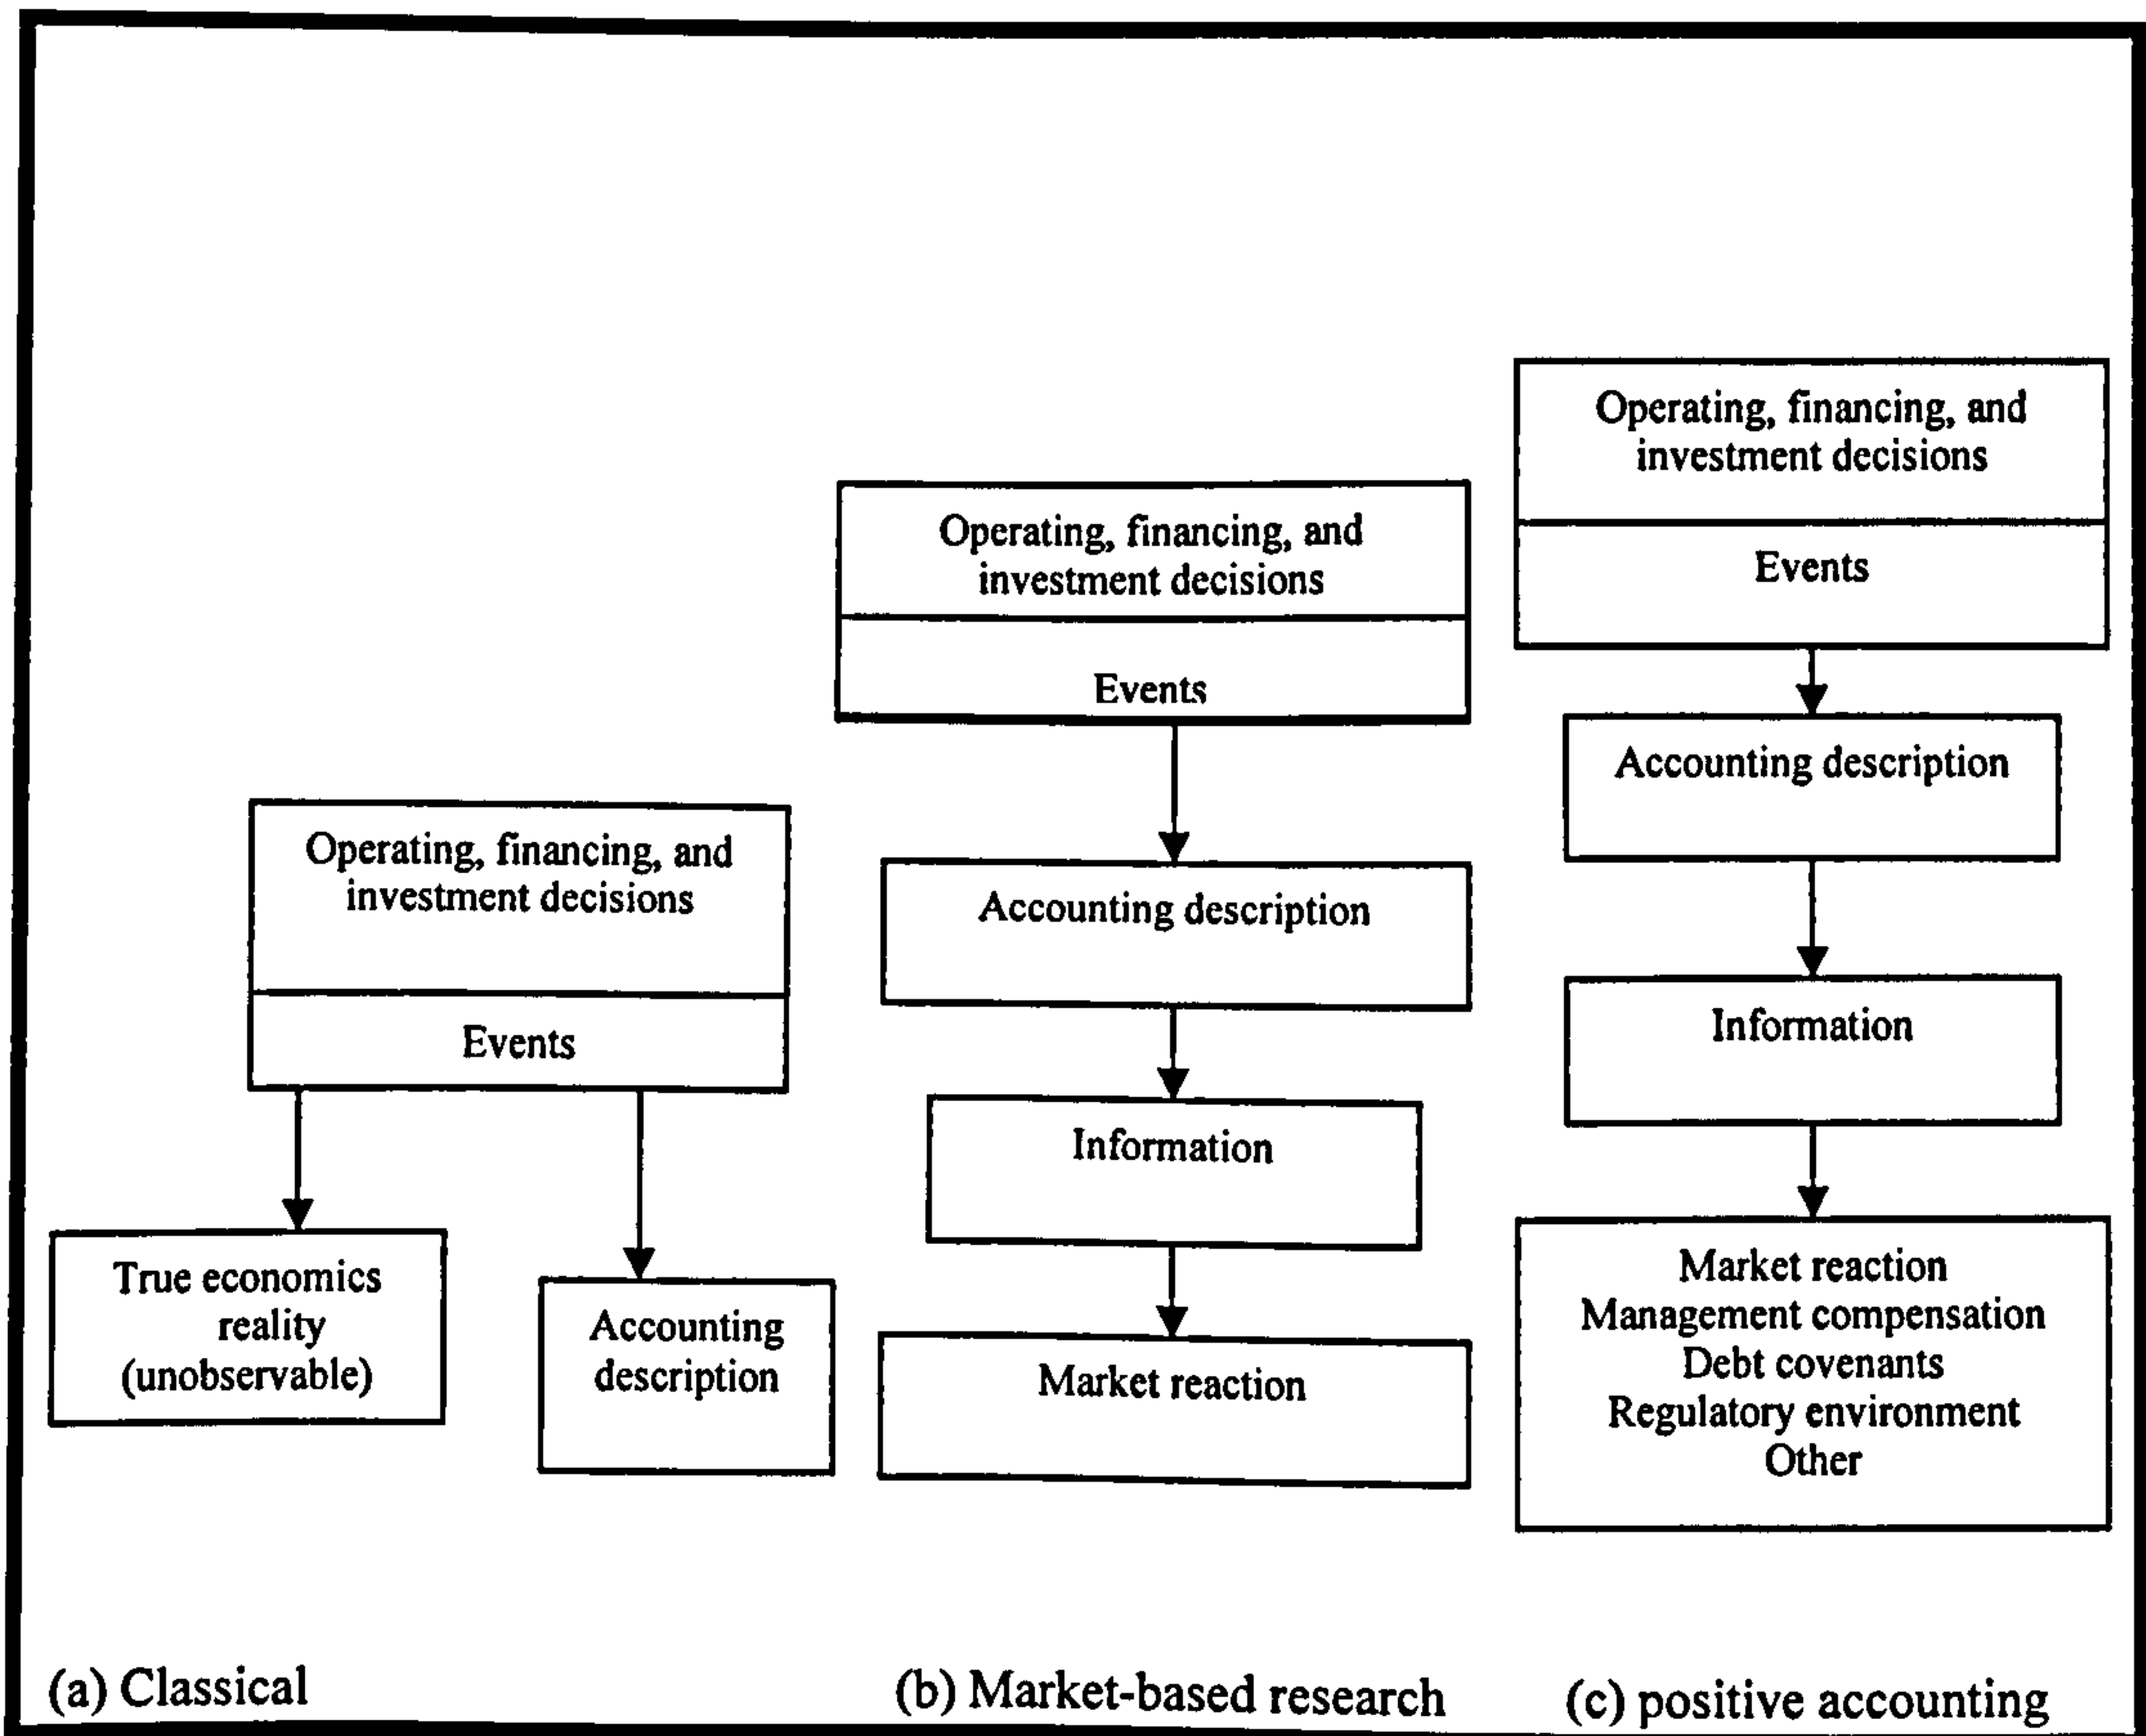 Operating, financing, and
investment decisions
Events
True economics
reality
(unobservable)
Accounting
description
(a) Classical
Operating, financing, and
investment decisions
Events
Accounting description
Information
Market reaction
(b) Market-based research
Operating, financing, and
investment decisions
Events
Accounting description
Information
Market reaction
Management compensation
Debt covenants
Regulatory environment
Other
(c) positive accounting